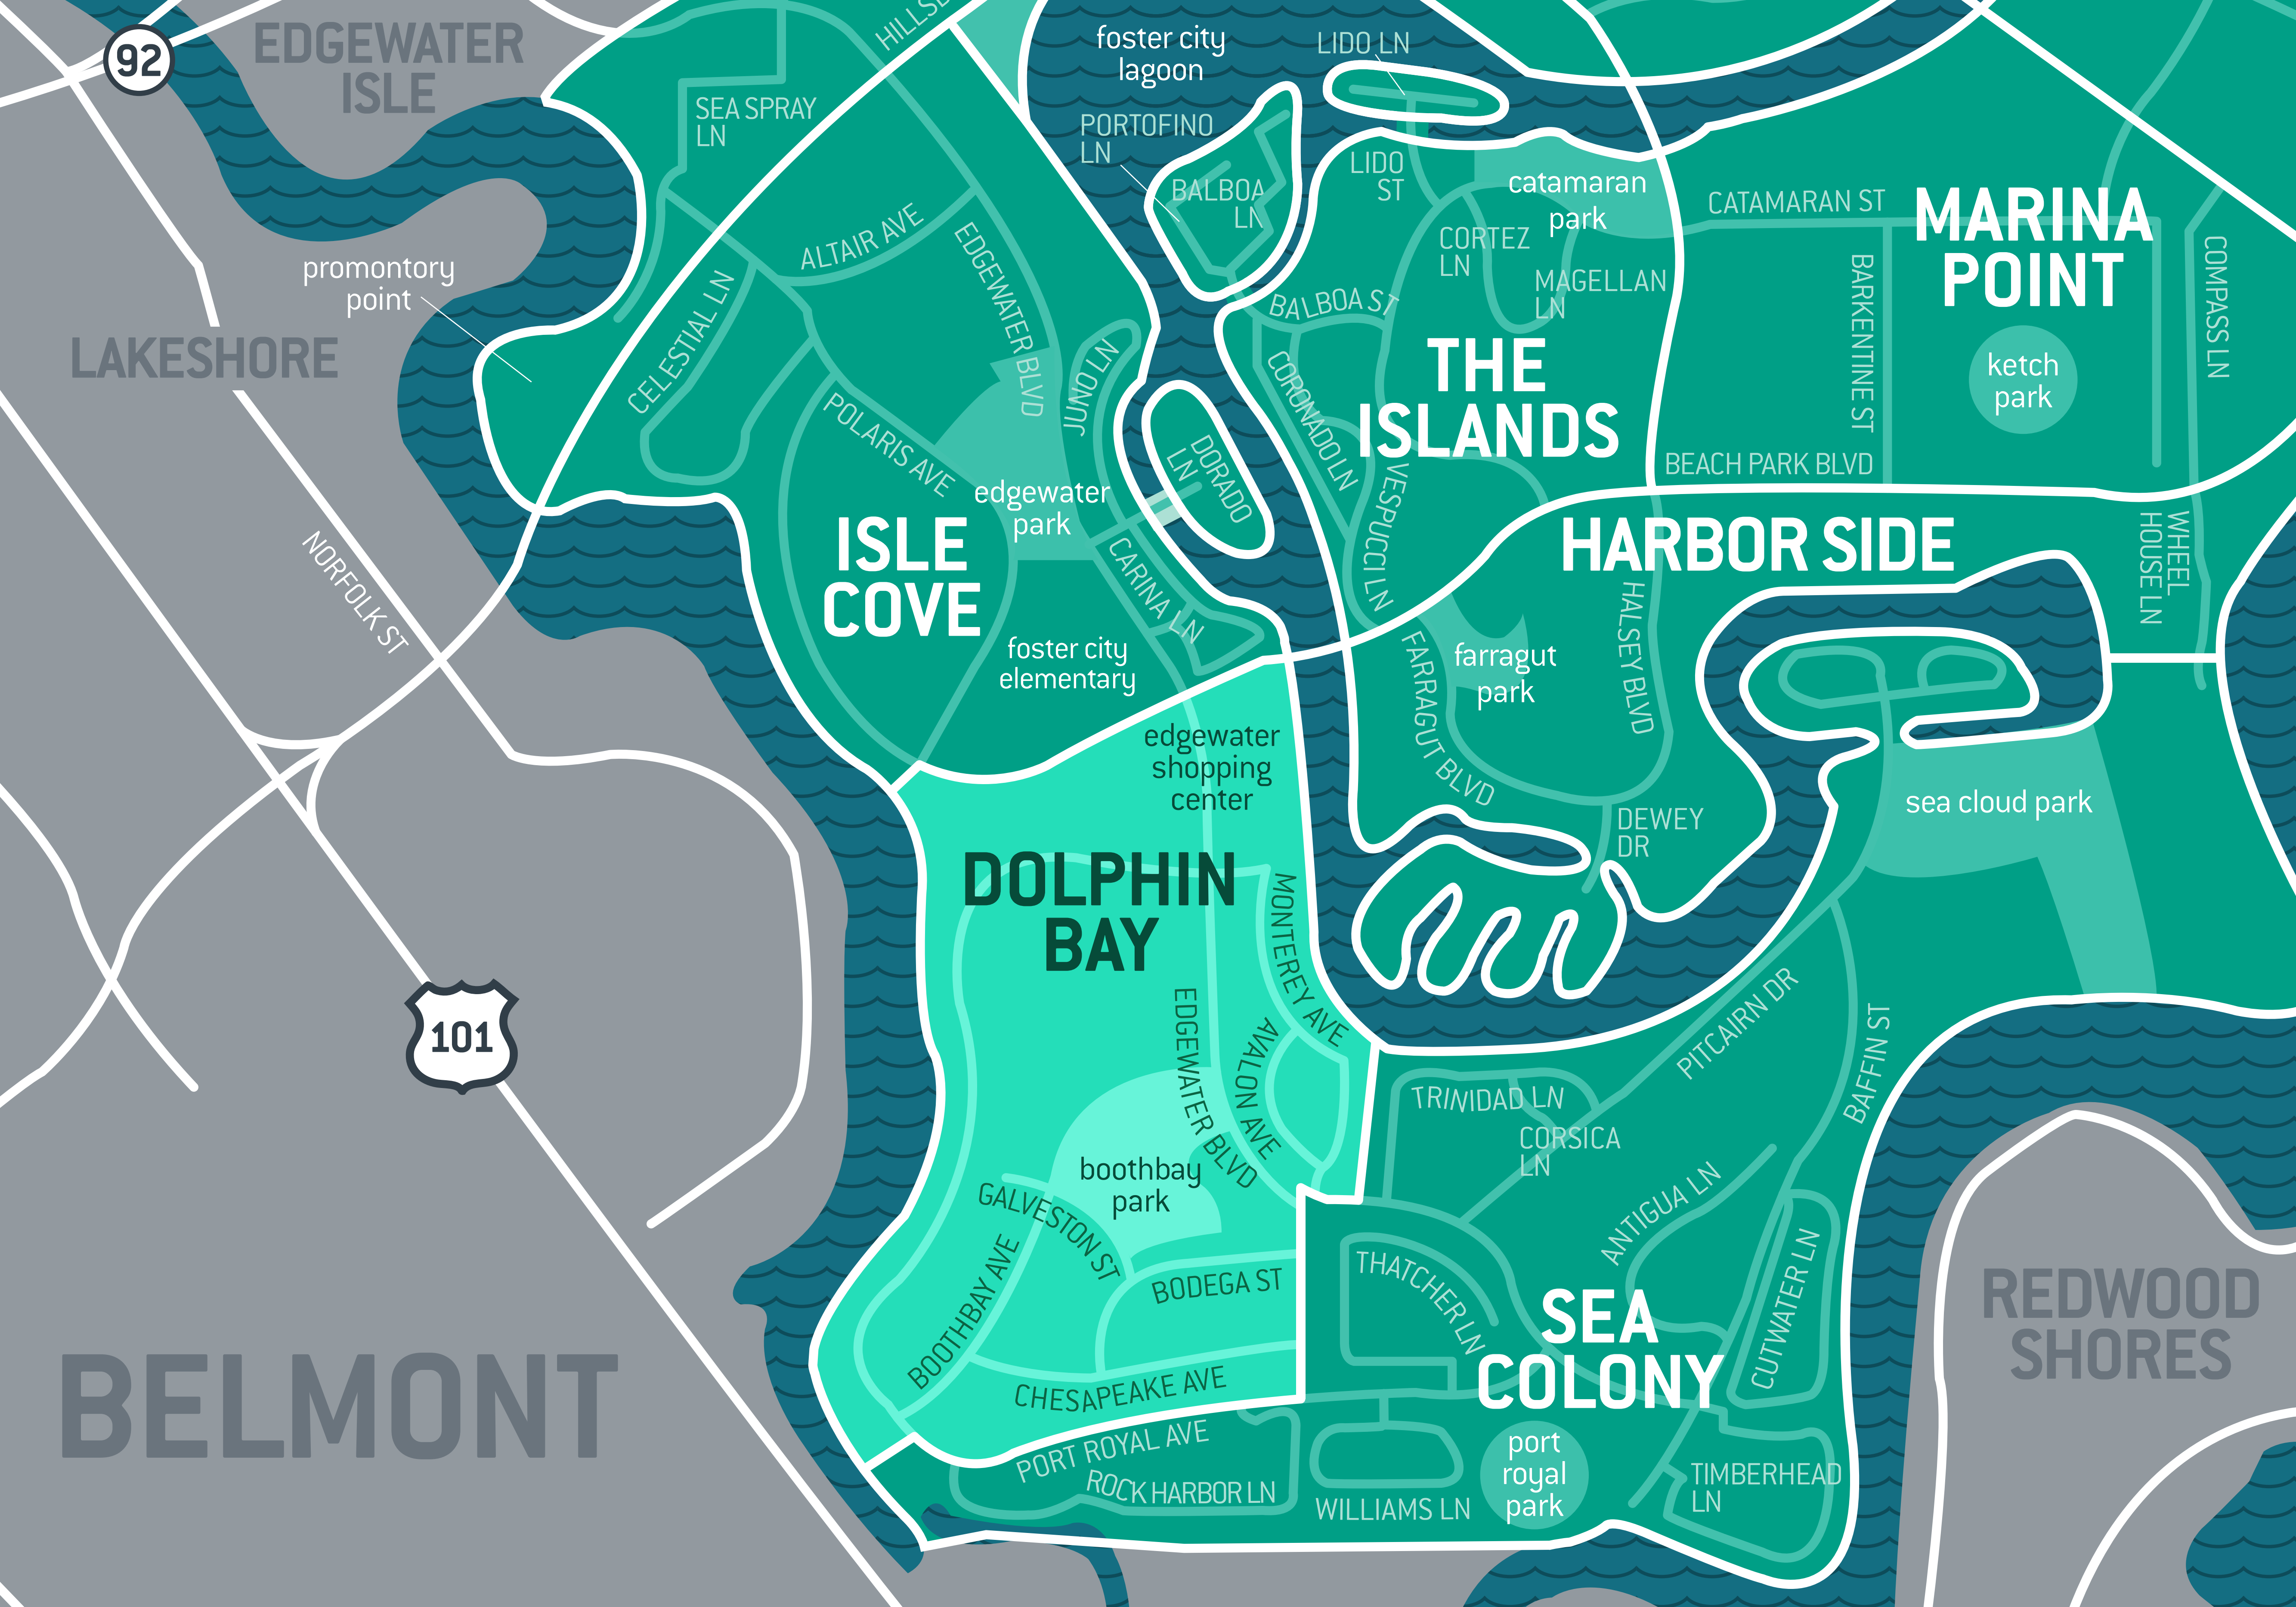 92
EDGEWATER
ISLE
HILLSE
foster city
lagoon
LIDO LN
SEA SPRAY
LN
PORTOFINO
LN
BALBOA
LN
LIDO
ST
catamaran
park
CATAMARAN ST
MARINA
POINT
promontory
point
ALTAIR AVE
EDGEWATER BLVD
CORTEZ
LN
MAGELLAN
LN
BARKENTINE ST
COMPASS LN
LAKESHORE
CELESTIAL LN
JUNO LN
BALBOA ST
CORONADO LN
THE
ISLANDS
ketch
park
POLARIS AVE
DORADO
LN
VESPUCCI LN
BEACH PARK BLVD
edgewater
park
ISLE
COVE
HARBOR SIDE
WHEEL
HOUSE LN
NORFOLK ST
CARINA LN
foster city
elementary
FARRAGUT BLVD
farragut
park
HALSEY BLVD
edgewater
shopping
center
DEWEY
DR
sea cloud park
DOLPHIN
BAY
MONTEREY AVE
101
EDGEWATER BLVD
AVALON AVE
PITCAIRN DR
BAFFIN ST
TRINIDAD LN
CORSICA
LN
boothbay
park
GALVESTON ST
BOOTHBAY AVE
BODEGA ST
THATCHER LN
ANTIGUA LN
CUTWATER LN
SEA
COLONY
REDWOOD
SHORES
BELMONT
CHESAPEAKE AVE
PORT ROYAL AVE
ROCK HARBOR LN
WILLIAMS LN
port
royal
park
TIMBERHEAD
LN